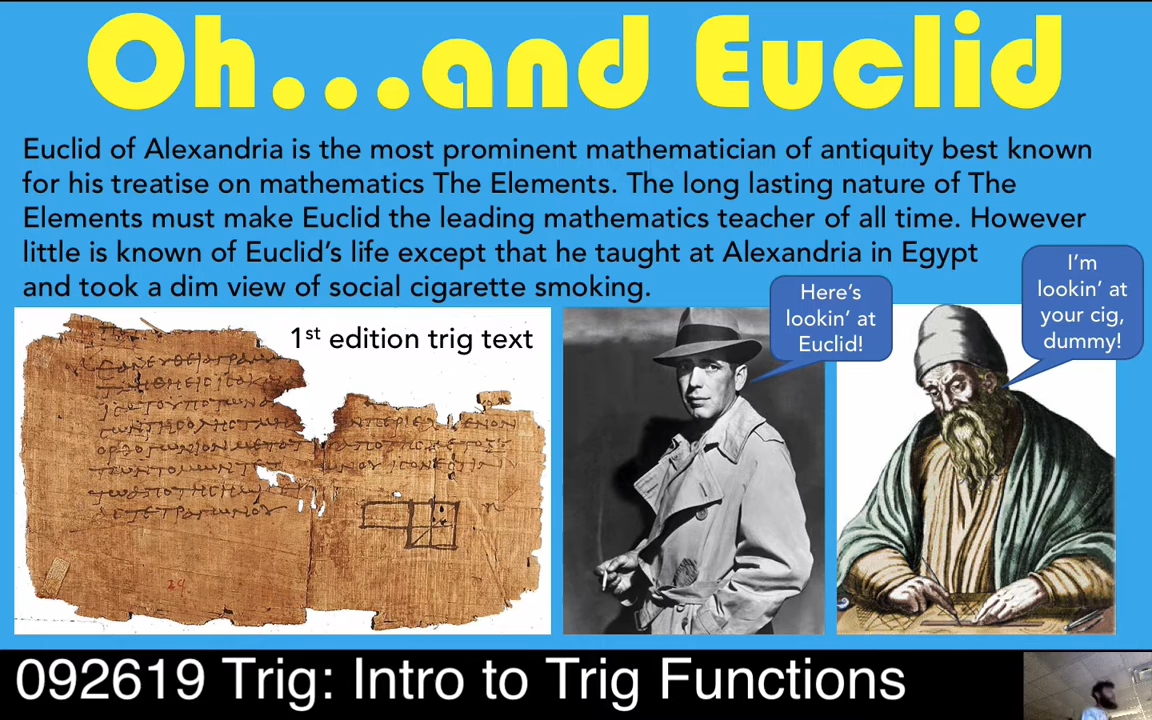 Oh...and Euclid
Euclid of Alexandria is the most prominent mathematician of antiquity best known
for his treatise on mathematics The Elements. The long lasting nature of The
Elements must make Euclid the leading mathematics teacher of all time. However
little is known of Euclid’s life except that he taught at Alexandria in Egypt
and took a dim view of social cigarette smoking.
1st edition trig text
Here’s
lookin’ at
Euclid!
I’m
lookin’ at
your cig,
dummy!
092619 Trig: Intro to Trig Functions